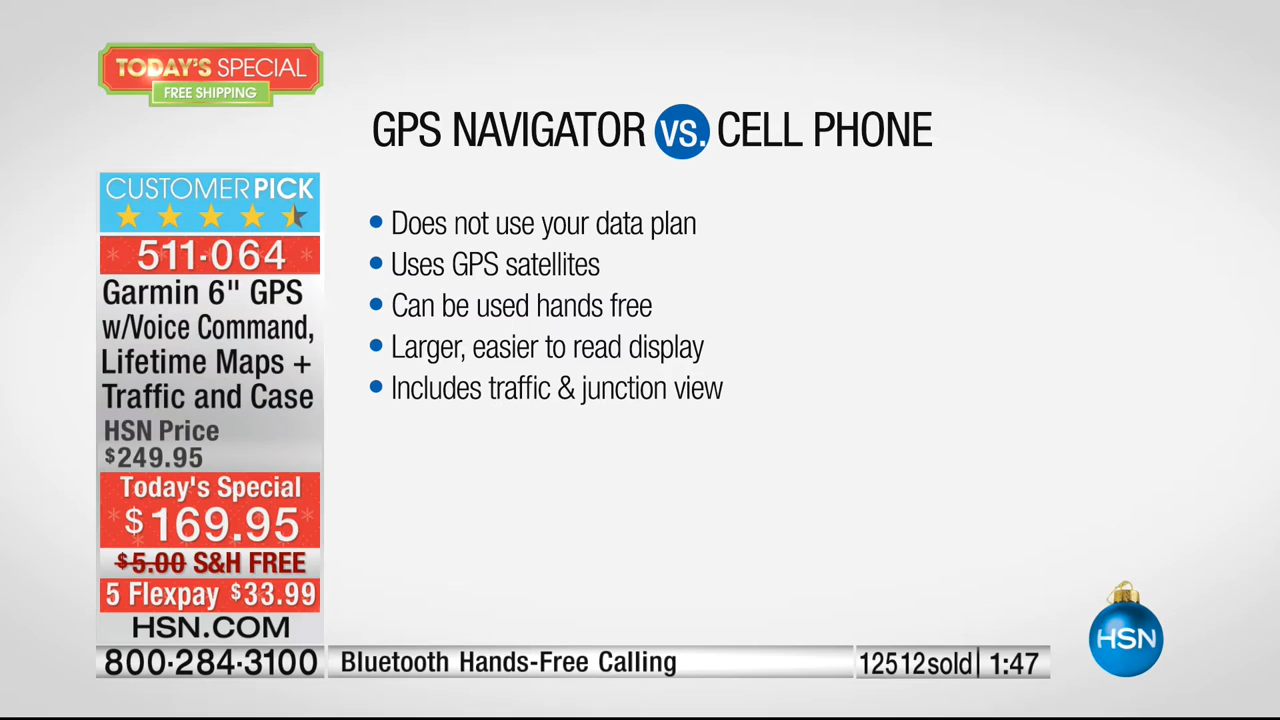 TODAY'S SPECIAL
FREE SHIPPING
GPS NAVIGATOR VS. CELL PHONE
CUSTOMER PICK
511·064
Garmin 6" GPS
w/Voice Command,
Lifetime Maps +
Traffic and Case
HSN Price
$249.95
Today's Special
$169.95
$5.00 S&H FREE
5 Flexpay $33.99
HSN.COM
800·284·3100
• Does not use your data plan
• Uses GPS satellites
• Can be used hands free
• Larger, easier to read display
• Includes traffic & junction view
Bluetooth Hands-Free Calling
12512sold | 1:47
HSN